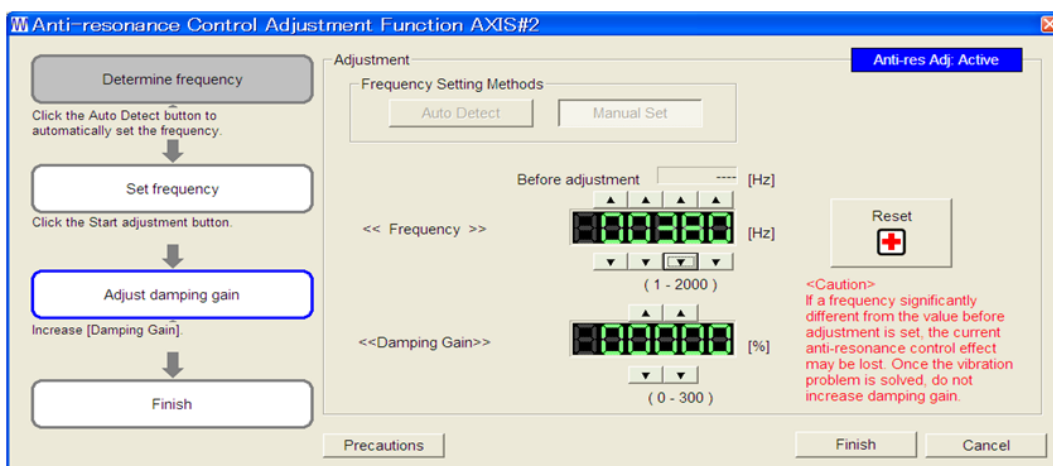 Anti-resonance Control Adjustment Function AXIS#2
Determine frequency
Click the Auto Detect button to
automatically set the frequency.
Set frequency
Click the Start adjustment button.
Adjust damping gain
Increase [Damping Gain].
Finish
Adjustment
Anti-res Adj: Active
Frequency Setting Methods
Auto Detect
Manual Set
Before adjustment ---- [Hz]
<< Frequency >> [Hz]
( 1 - 2000 )
<<Damping Gain>> 00000 [%]
( 0 - 300 )
Reset
<Caution>
If a frequency significantly
different from the value before
adjustment is set, the current
anti-resonance control effect
may be lost. Once the vibration
problem is solved, do not
increase damping gain.
Precautions
Finish
Cancel